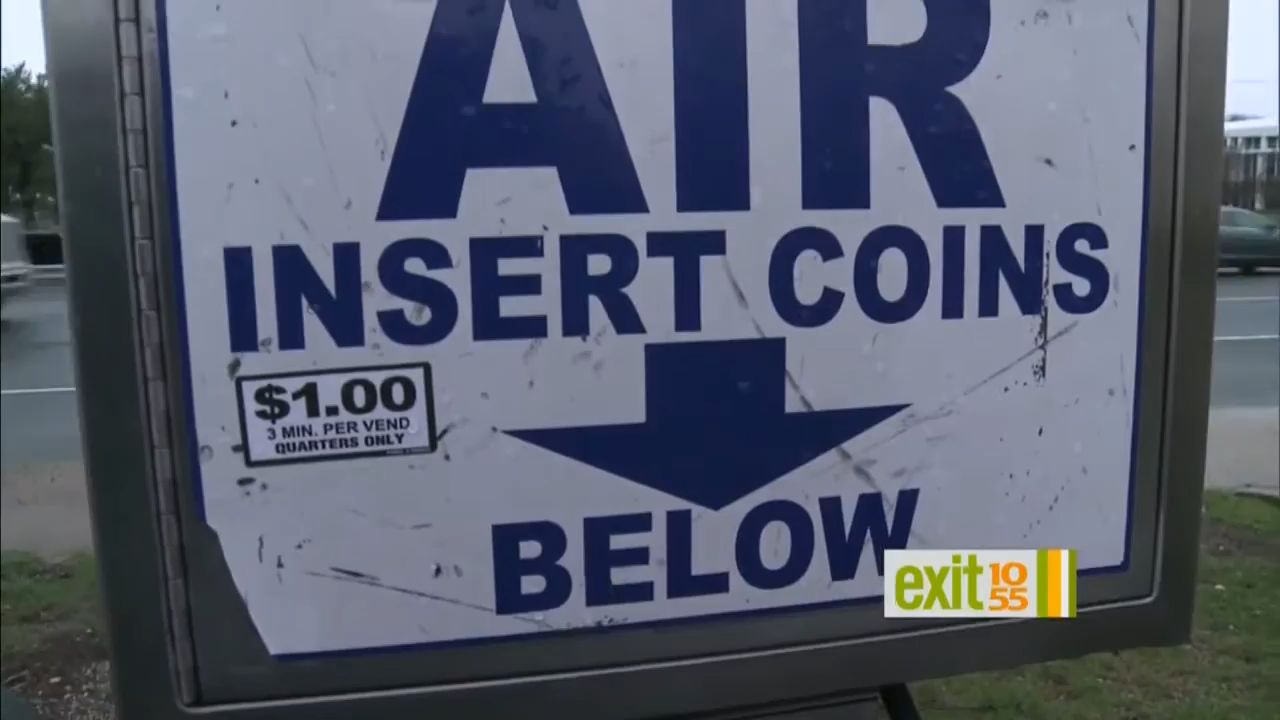 AIR
INSERT COINS
$1.00
3 MIN. PER VEND
QUARTERS ONLY
BELOW
exit 10
55